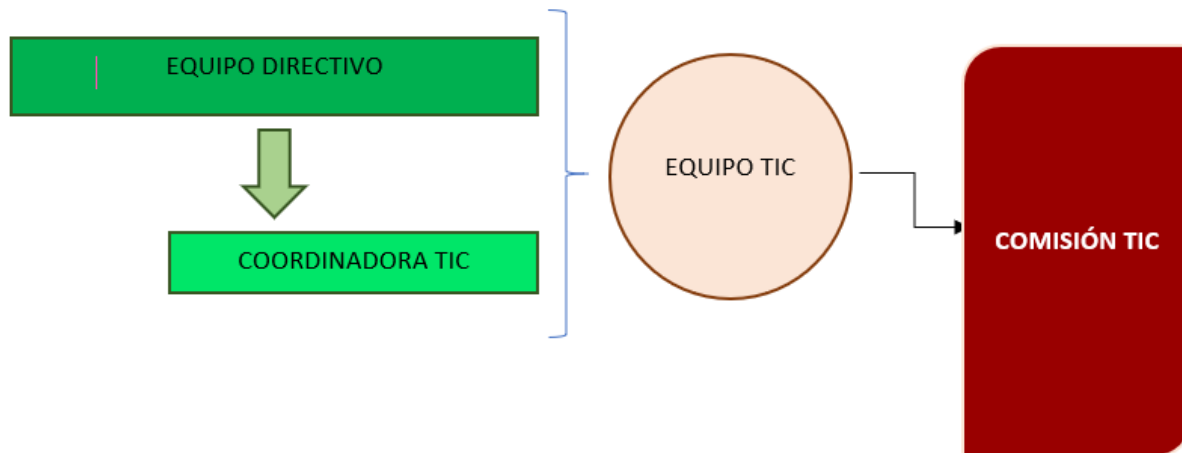 EQUIPO DIRECTIVO
COORDINADORA TIC
EQUIPO TIC
COMISIÓN TIC